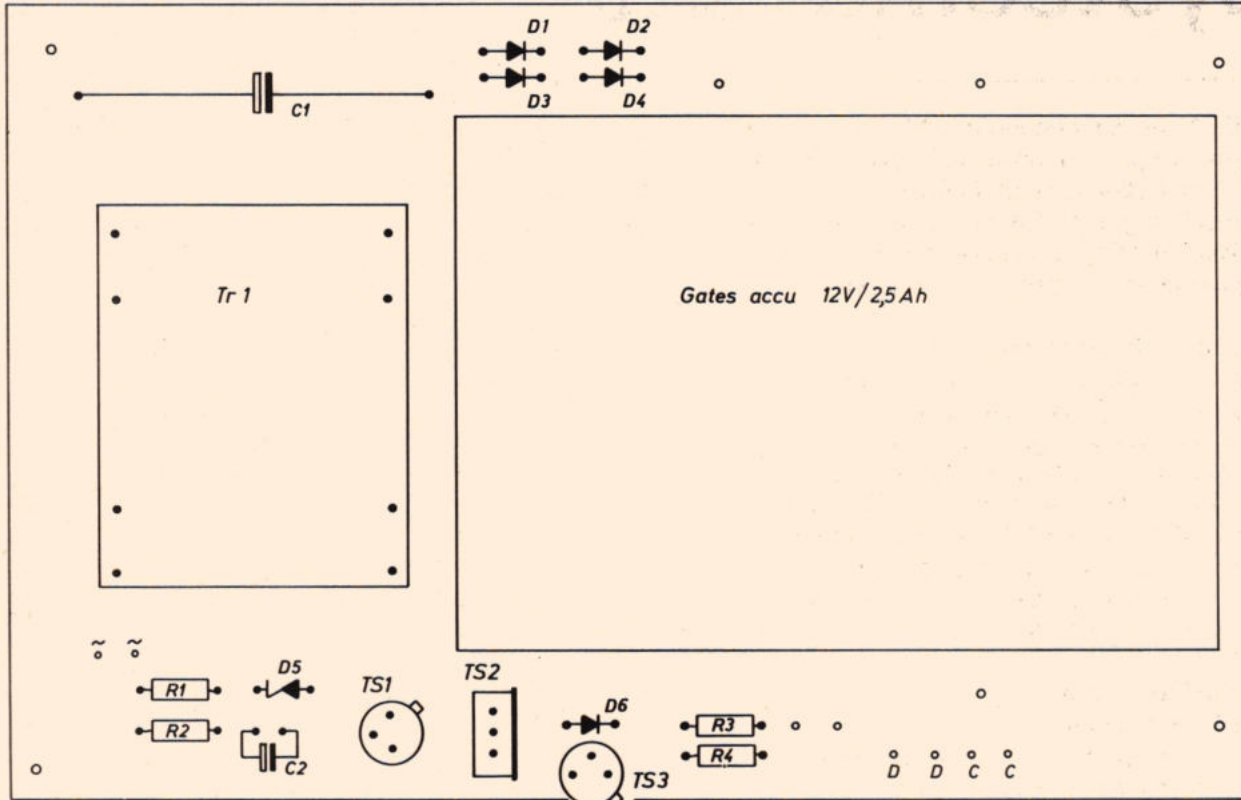 D1 D2
D3 D4
C1
Tr 1
Gates accu 12V/2,5Ah
~ ~
D5
R1
TS1
TS2
R2
C2
D6
R3
R4
TS3
D D C C